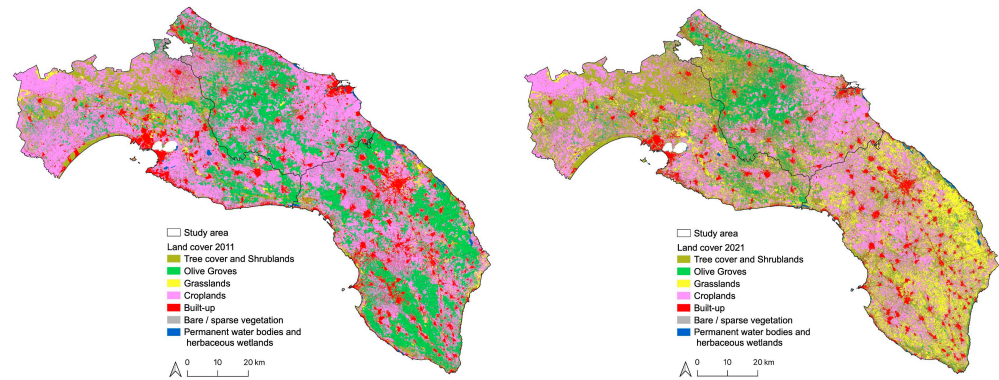 Study area
Land cover 2011
Tree cover and Shrublands
Olive Groves
Grasslands
Croplands
Built-up
Bare / sparse vegetation
Permanent water bodies and
herbaceous wetlands
0 10 20 km
Study area
Land cover 2021
Tree cover and Shrublands
Olive Groves
Grasslands
Croplands
Built-up
Bare / sparse vegetation
Permanent water bodies and
herbaceous wetlands
0 10 20 km